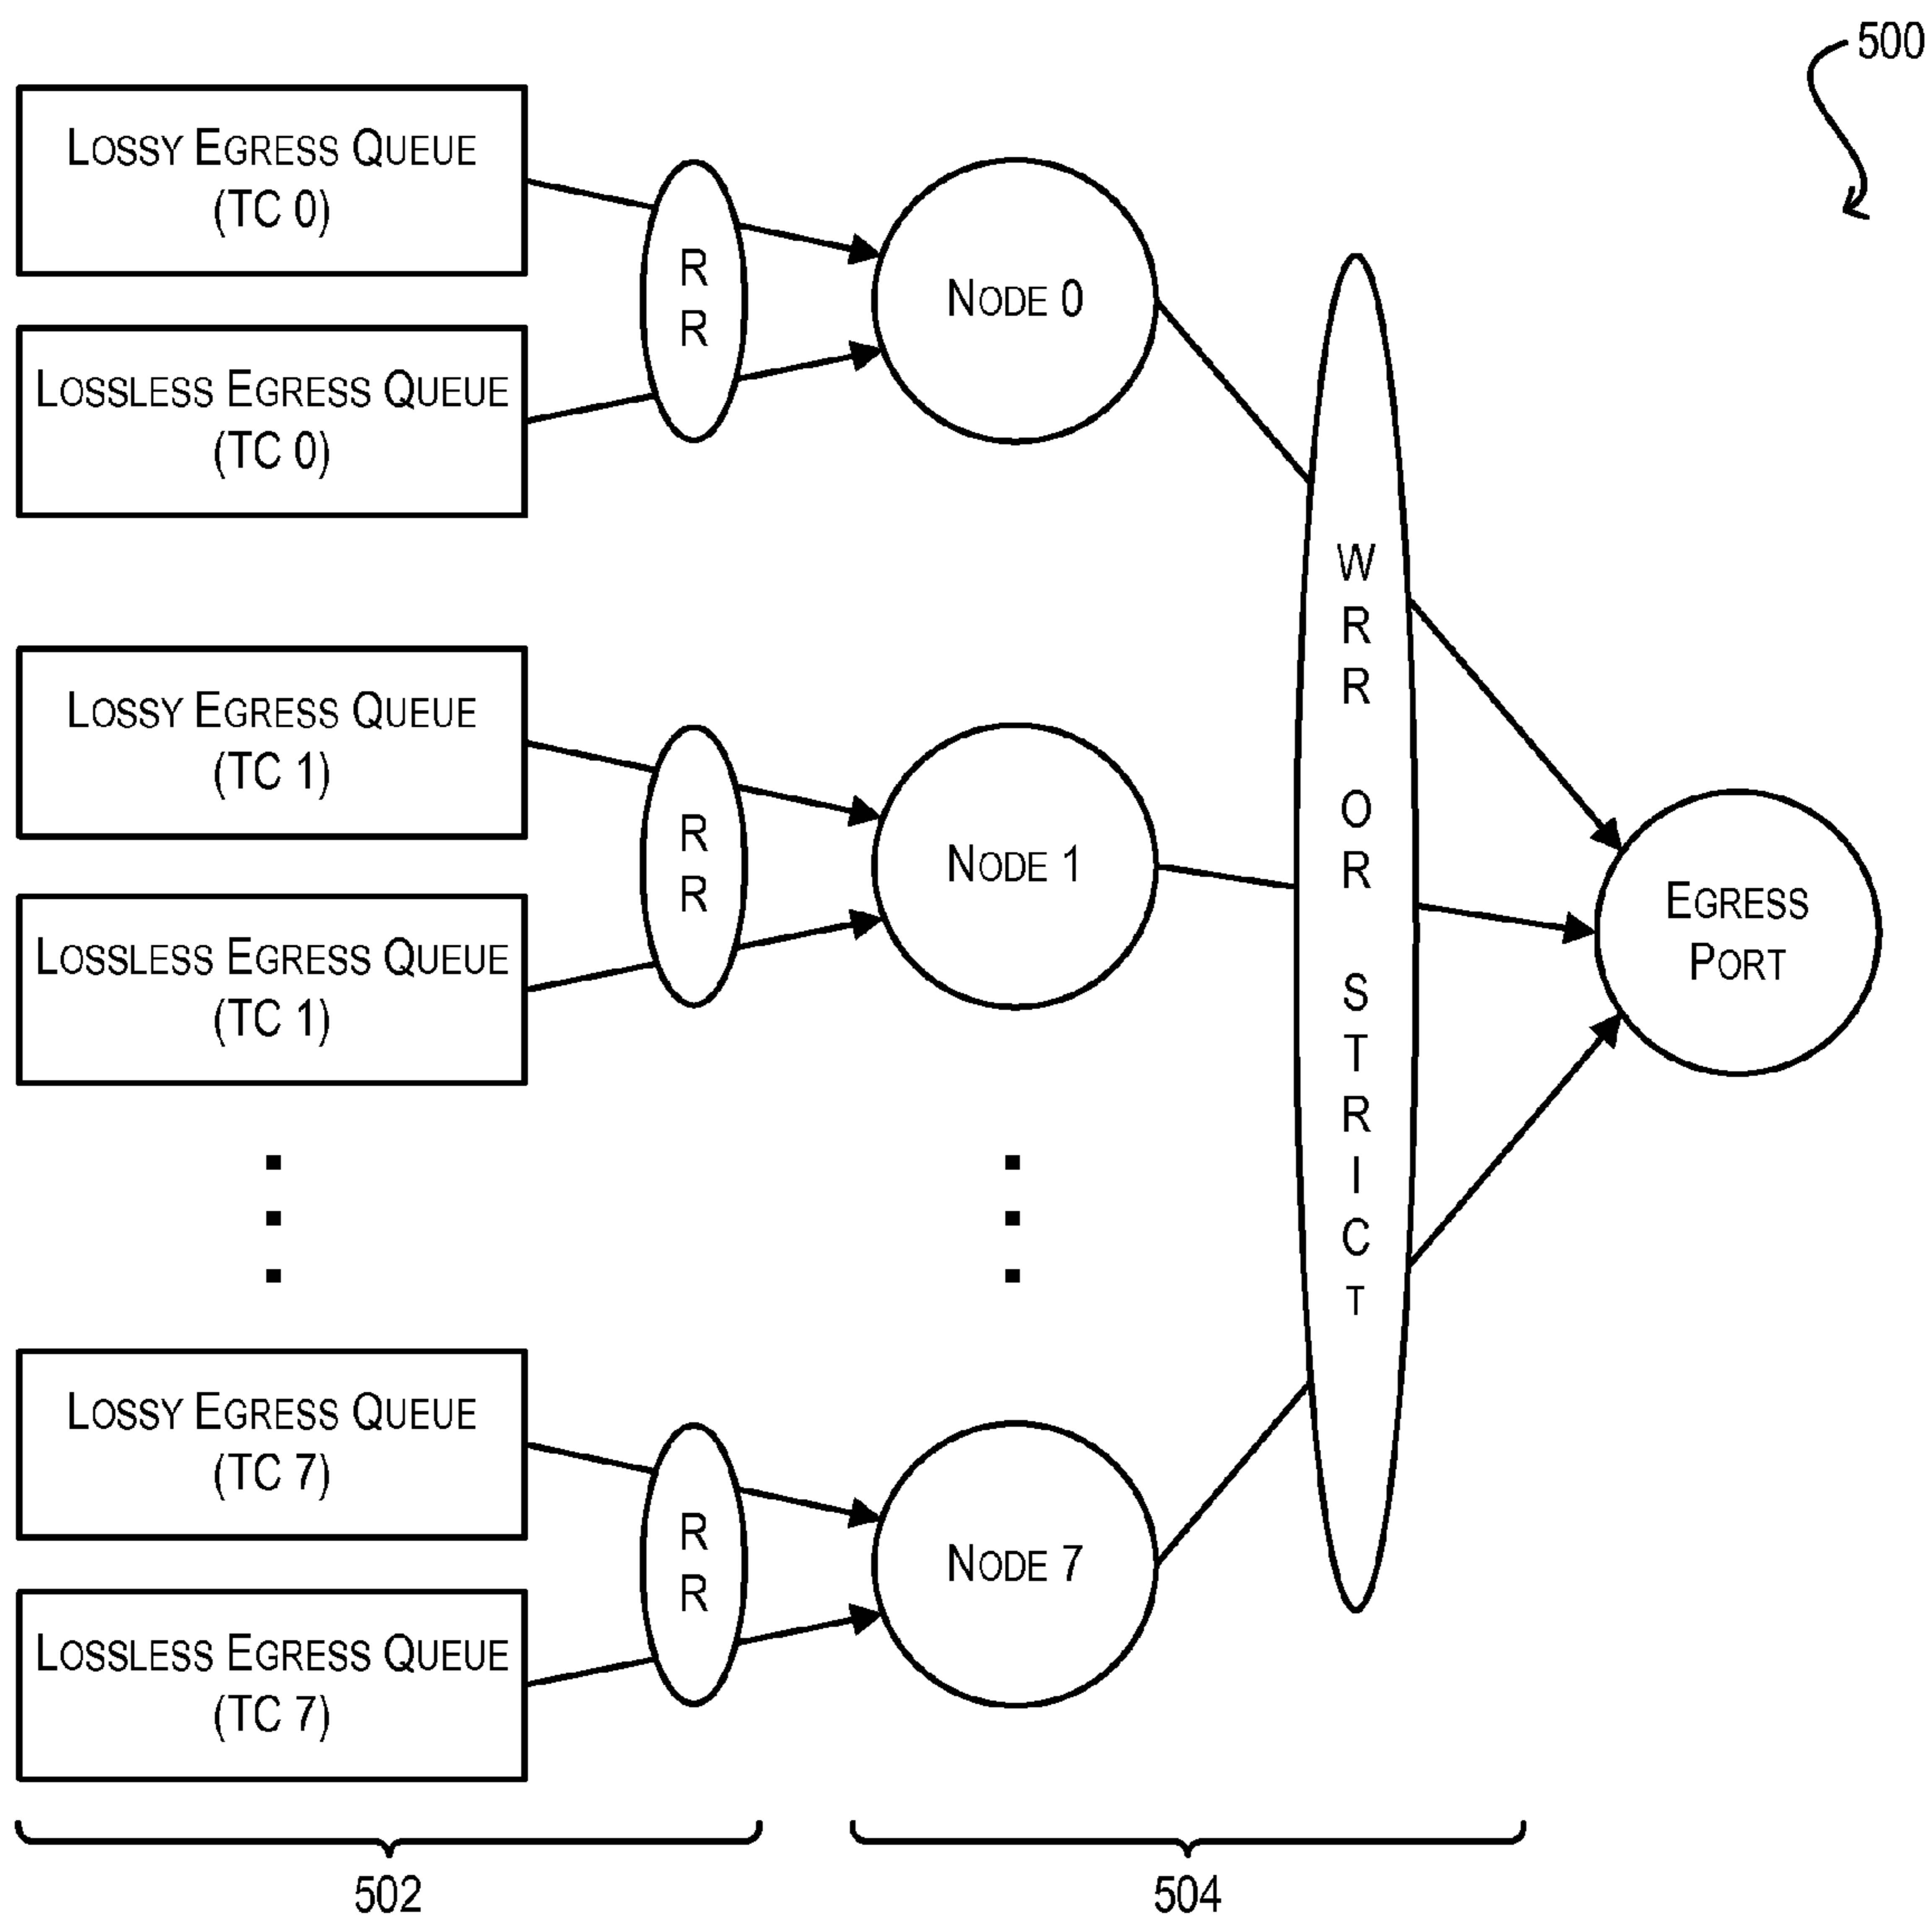 500
LOSSY EGRESS QUEUE
(TC 0)
LOSSLESS EGRESS QUEUE
(TC 0)
RR
NODE 0
LOSSY EGRESS QUEUE
(TC 1)
LOSSLESS EGRESS QUEUE
(TC 1)
RR
NODE 1
LOSSY EGRESS QUEUE
(TC 7)
LOSSLESS EGRESS QUEUE
(TC 7)
RR
NODE 7
WRR OR STRICT
EGRESS
PORT
502
504